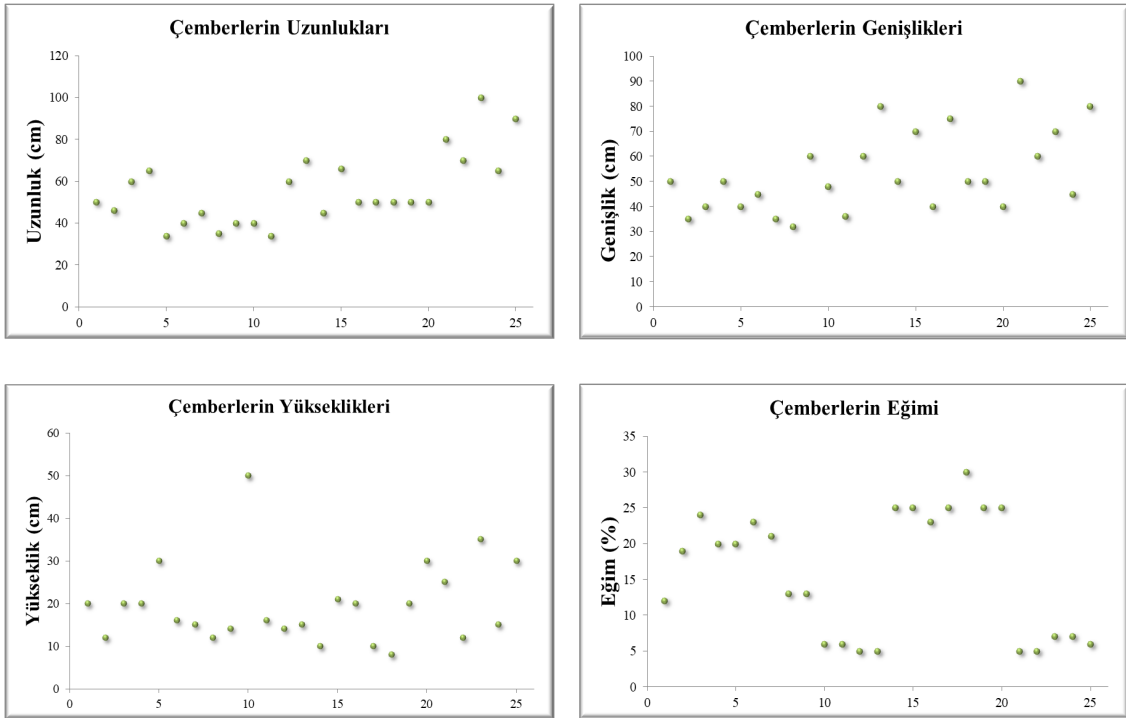 Çemberlerin Uzunlukları
Uzunluk (cm)
120
100
80
60
40
20
0
0 5 10 15 20 25
Çemberlerin Genişlikleri
Genişlik (cm)
100
90
80
70
60
50
40
30
20
10
0
0 5 10 15 20 25
Çemberlerin Yükseklikleri
Yükseklik (cm)
60
50
40
30
20
10
0
0 5 10 15 20 25
Çemberlerin Eğimi
Eğim (%)
35
30
25
20
15
10
5
0
0 5 10 15 20 25